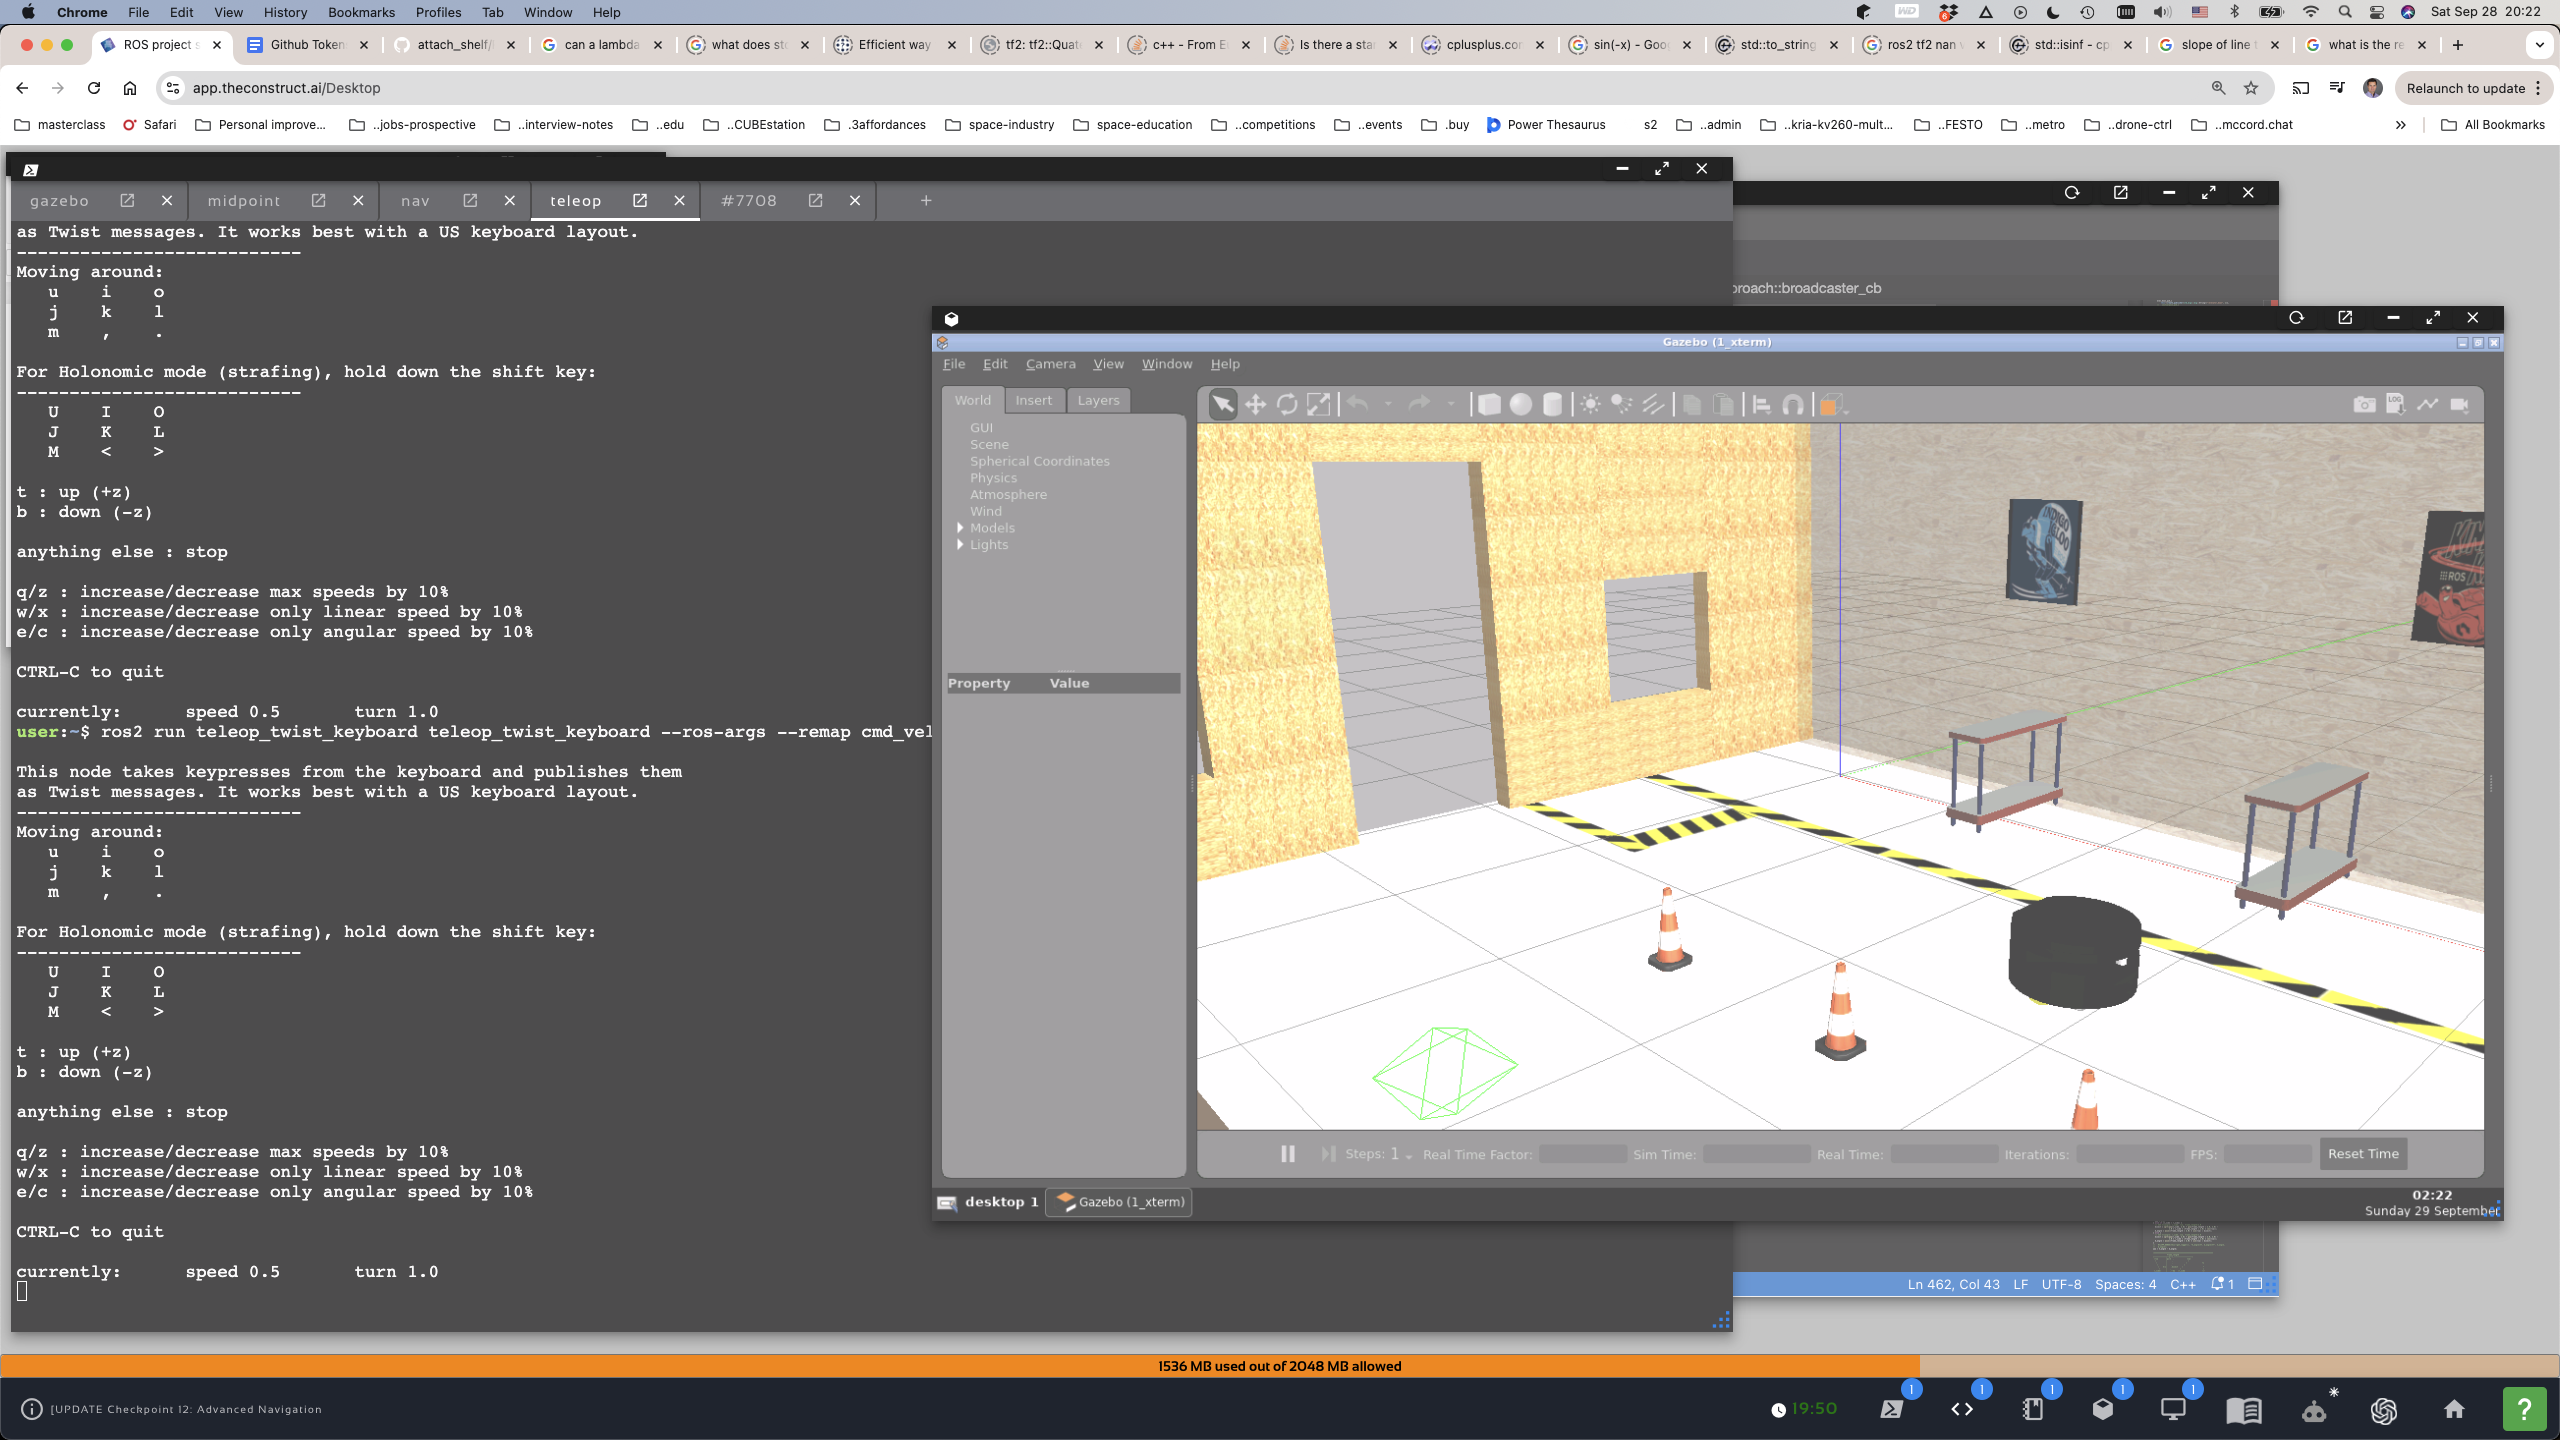 Chrome File Edit View History Bookmarks Profiles Tab Window Help
Sat Sep 28 20:22
ROS project s
Github Token
attach_shelf/
can a lambda
what does st
Efficient way
tf2: tf2::Quat
c++ - From E
Is there a sta
cplusplus.co
sin(-x) - Goo
std::to_string
ros2 tf2 nan
std::isinf - cp
slope of line
what is the re
app.theconstruct.ai/Desktop
Relaunch to update
masterclass Safari Personal improve... ..jobs-prospective ..interview-notes ..edu ..CUBEstation .3affordances space-industry space-education ..competitions ..events .buy Power Thesaurus s2 ..admin ..kria-kv260-mult... ..FESTO ..metro ..drone-ctrl ..mccord.chat » All Bookmarks
gazebo midpoint nav teleop #7708 +
as Twist messages. It works best with a US keyboard layout.
---------------------------
Moving around:
u i o
j k l
m , .
For Holonomic mode (strafing), hold down the shift key:
---------------------------
U I O
J K L
M < >
t : up (+z)
b : down (-z)
anything else : stop
q/z : increase/decrease max speeds by 10%
w/x : increase/decrease only linear speed by 10%
e/c : increase/decrease only angular speed by 10%
CTRL-C to quit
currently: speed 0.5 turn 1.0
user:~$ ros2 run teleop_twist_keyboard teleop_twist_keyboard --ros-args --remap cmd_vel
This node takes keypresses from the keyboard and publishes them
as Twist messages. It works best with a US keyboard layout.
---------------------------
Moving around:
u i o
j k l
m , .
For Holonomic mode (strafing), hold down the shift key:
---------------------------
U I O
J K L
M < >
t : up (+z)
b : down (-z)
anything else : stop
q/z : increase/decrease max speeds by 10%
w/x : increase/decrease only linear speed by 10%
e/c : increase/decrease only angular speed by 10%
CTRL-C to quit
currently: speed 0.5 turn 1.0
roach::broadcaster_cb
Gazebo (1_xterm)
File Edit Camera View Window Help
World Insert Layers
GUI
Scene
Spherical Coordinates
Physics
Atmosphere
Wind
Models
Lights
Property Value
ROS
Steps: 1 Real Time Factor: Sim Time: Real Time: Iterations: FPS: Reset Time
desktop 1 Gazebo (1_xterm)
02:22
Sunday 29 September
Ln 462, Col 43 LF UTF-8 Spaces: 4 C++ 1
1536 MB used out of 2048 MB allowed
[UPDATE Checkpoint 12: Advanced Navigation
19:50
1 1 1 1 1
?